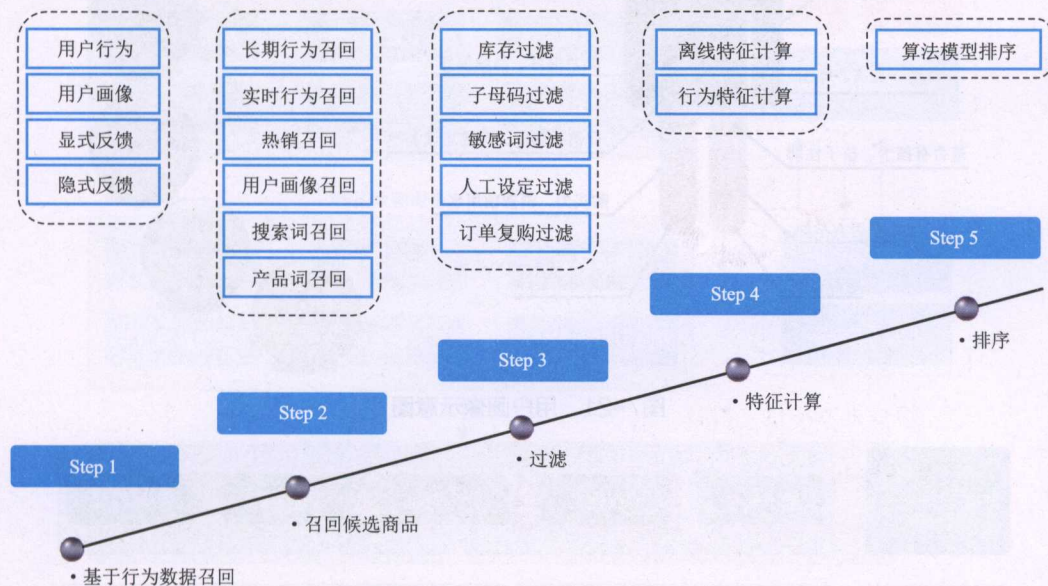 用户行为
用户画像
显式反馈
隐式反馈
长期行为召回
实时行为召回
热销召回
用户画像召回
搜索词召回
产品词召回
库存过滤
子母码过滤
敏感词过滤
人工设定过滤
订单复购过滤
离线特征计算
行为特征计算
算法模型排序
Step 1
• 基于行为数据召回
Step 2
• 召回候选商品
Step 3
• 过滤
Step 4
• 特征计算
Step 5
• 排序